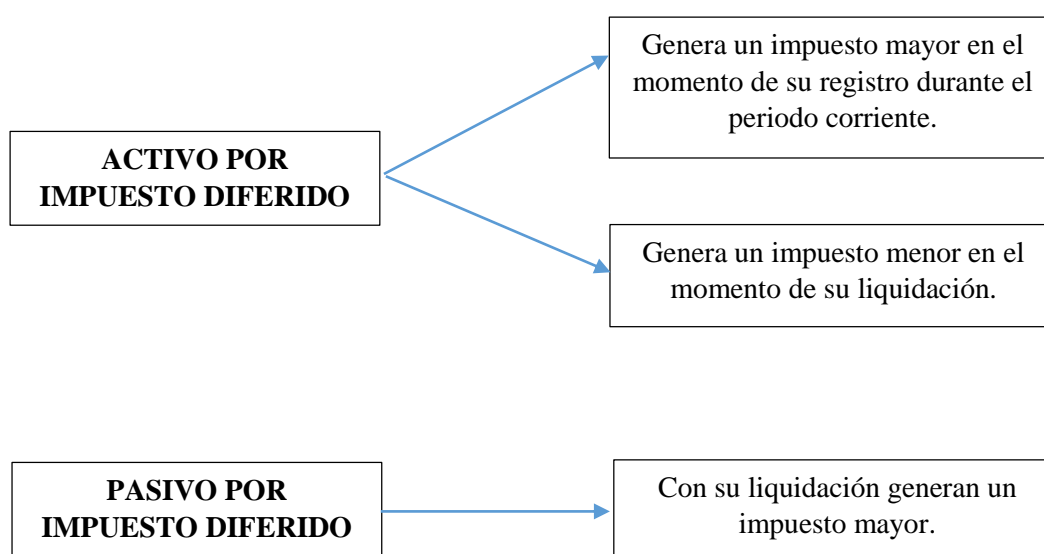 Genera un impuesto mayor en el
momento de su registro durante el
periodo corriente.
ACTIVO POR
IMPUESTO DIFERIDO
Genera un impuesto menor en el
momento de su liquidación.
PASIVO POR
IMPUESTO DIFERIDO
Con su liquidación generan un
impuesto mayor.